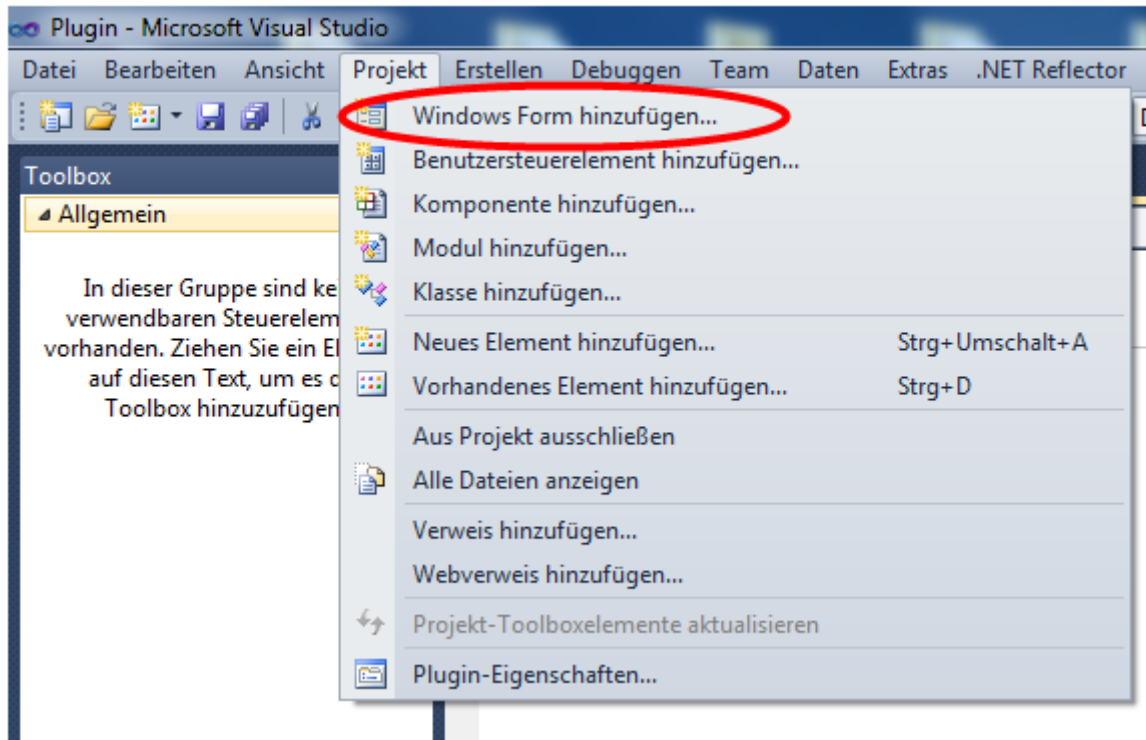 Plugin - Microsoft Visual Studio
Datei Bearbeiten Ansicht Projekt Erstellen Debuggen Team Daten Extras .NET Reflector
Windows Form hinzufügen...
Benutzersteuerelement hinzufügen...
Komponente hinzufügen...
Modul hinzufügen...
Klasse hinzufügen...
Neues Element hinzufügen... Strg+Umschalt+A
Vorhandenes Element hinzufügen... Strg+D
Aus Projekt ausschließen
Alle Dateien anzeigen
Verweis hinzufügen...
Webverweis hinzufügen...
Projekt-Toolboxelemente aktualisieren
Plugin-Eigenschaften...
Toolbox
Allgemein
In dieser Gruppe sind
verwendbaren
vorhanden. Ziehen Sie ein
auf diesen Text, um es
Toolbox hinzuzufügen